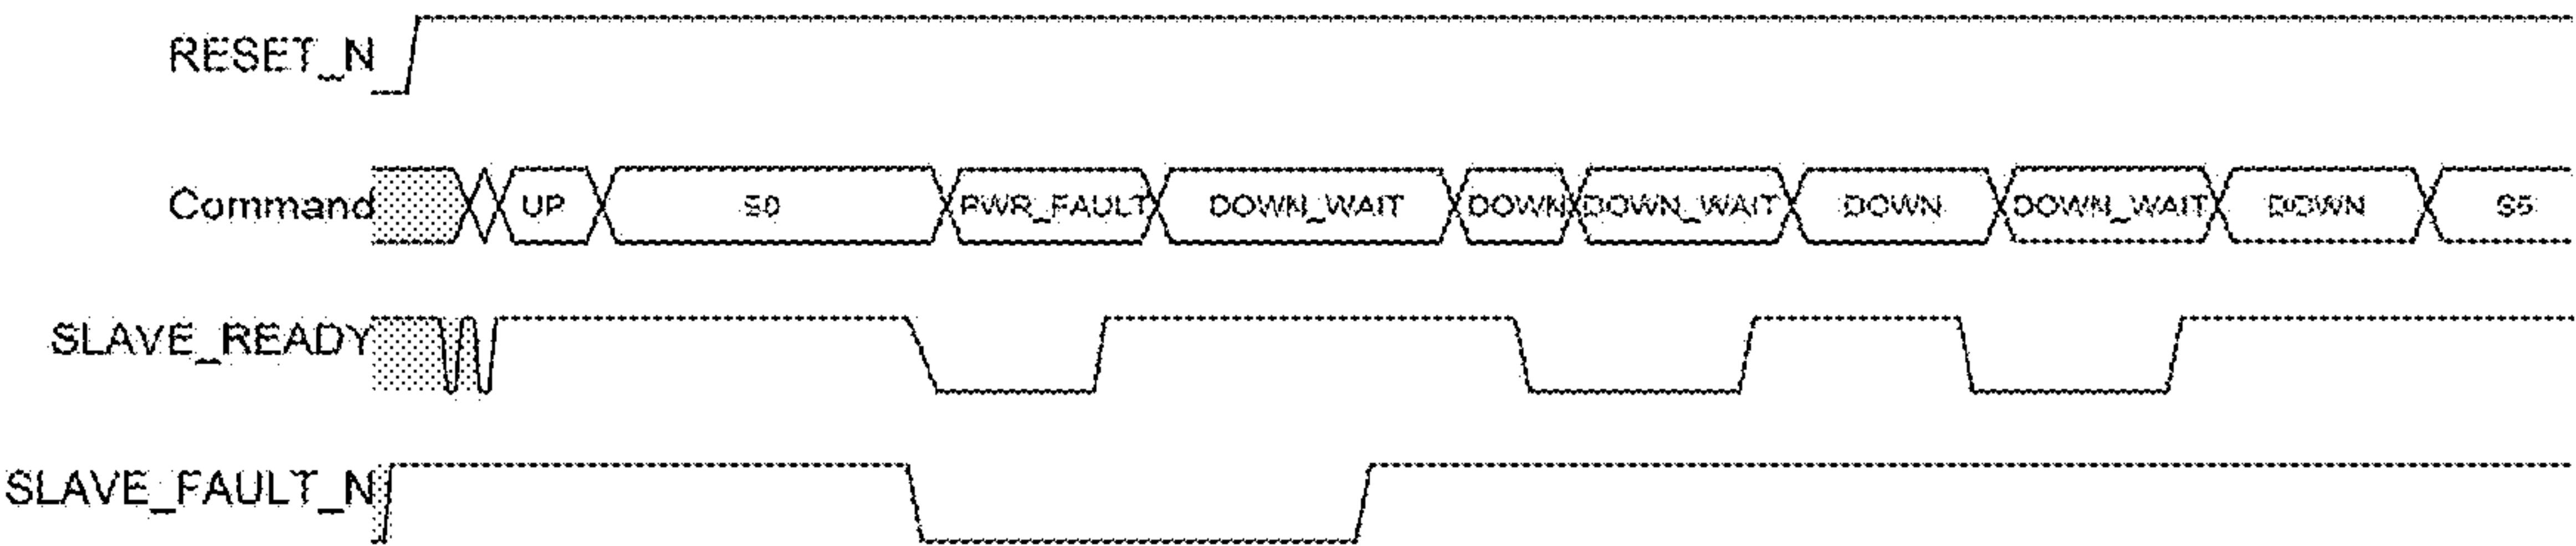 RESET_N
Command UP S0 PWR_FAULT DOWN_WAIT DOWN DOWN_WAIT DOWN DOWN_WAIT DOWN S5
SLAVE_READY
SLAVE_FAULT_N